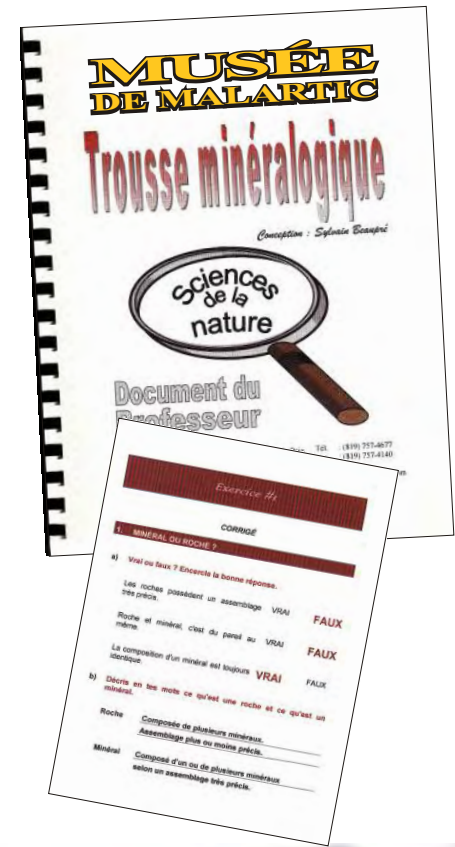 MUSÉE
DE MALARTIC
Trousse minéralogique
Conception : Sylvain Beaupré
Sciences
de la
nature
Document du
Professeur
Tél. : (819) 757-4677
(819) 757-4140
Exercice #1
CORRIGÉ
1. MINÉRAL OU ROCHE ?
a) Vrai ou faux ? Encercle la bonne réponse.
Les roches possèdent un assemblage VRAI FAUX
très précis.
Roche et minéral, c'est du pareil au VRAI FAUX
même.
La composition d'un minéral est toujours VRAI FAUX
identique.
b) Décris en tes mots ce qu'est une roche et ce qu'est un
minéral.
Roche Composée de plusieurs minéraux.
Assemblage plus ou moins précis.
Minéral Composé d'un ou de plusieurs minéraux
selon un assemblage très précis.